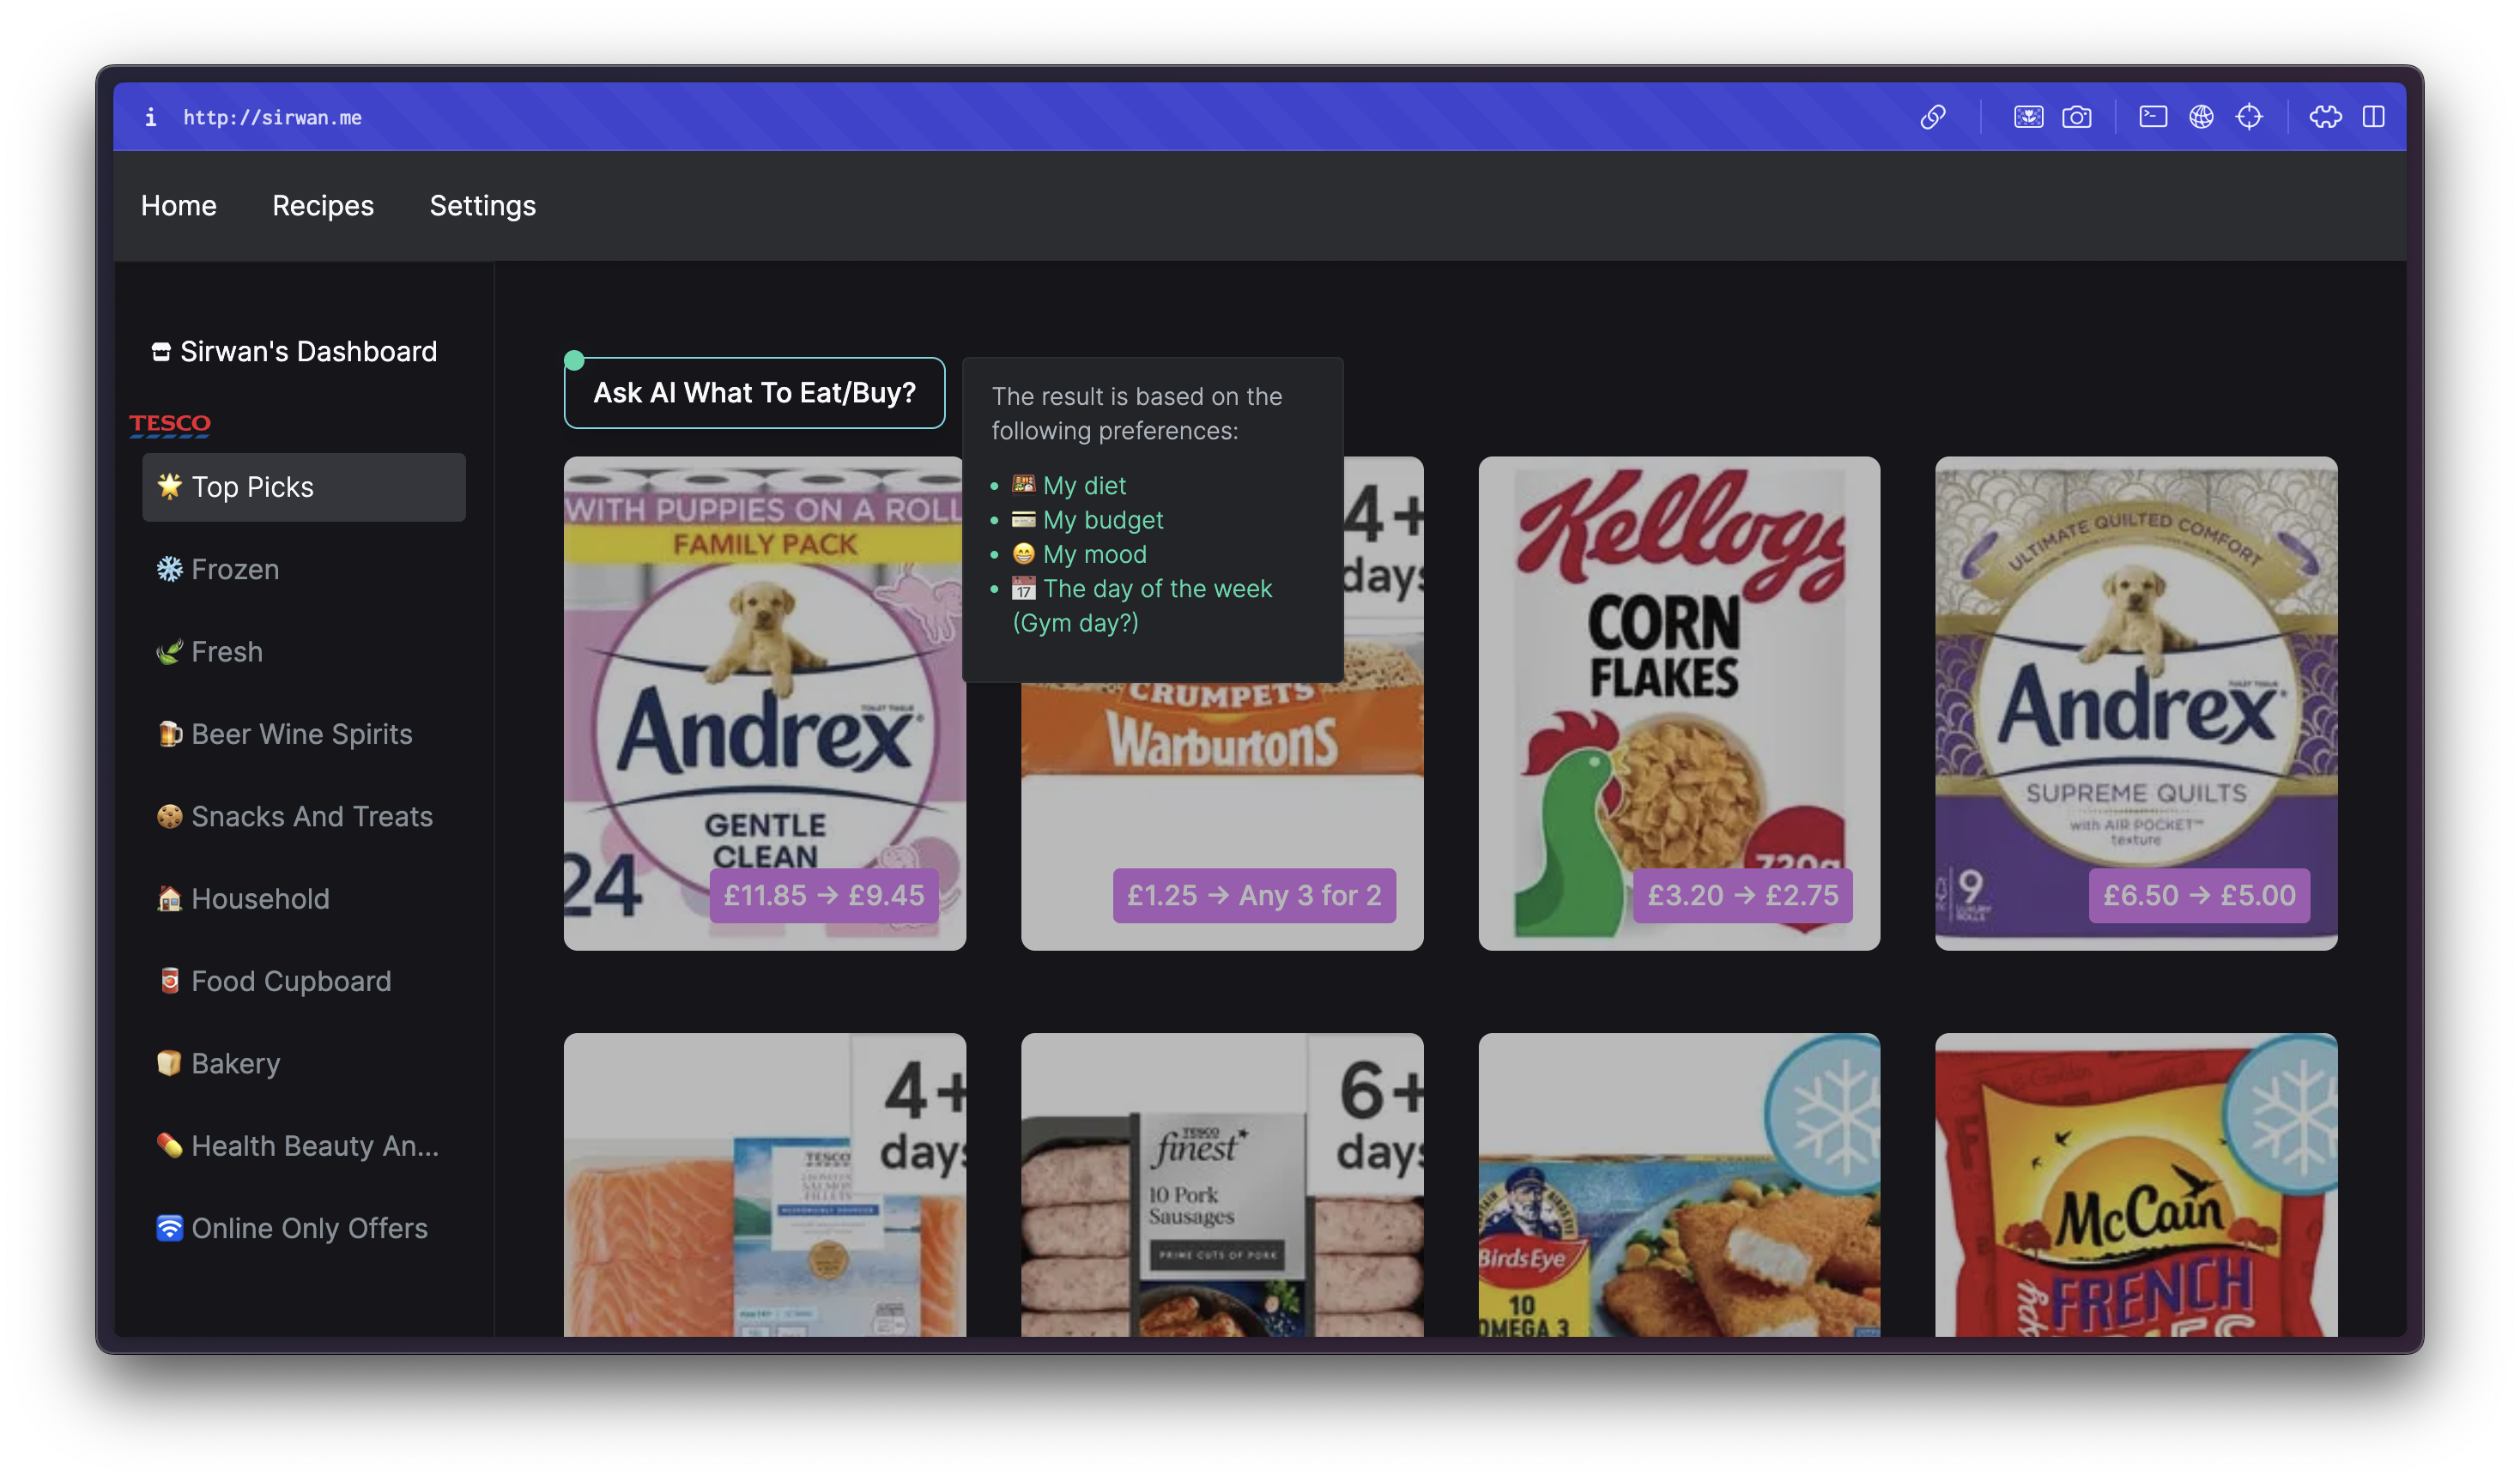 http://sirwan.me
Home
Recipes
Settings
Sirwan's Dashboard
TESCO
Top Picks
Frozen
Fresh
Beer Wine Spirits
Snacks And Treats
Household
Food Cupboard
Bakery
Health Beauty An...
Online Only Offers
Ask AI What To Eat/Buy?
The result is based on the
following preferences:
My diet
My budget
My mood
17
The day of the week
(Gym day?)
WITH PUPPIES ON A ROLL
FAMILY PACK
Andrex
GENTLE
CLEAN
24
£11.85 → £9.45
4+
days
CRUMPETS
Warburtons
£1.25 → Any 3 for 2
Kellogg
CORN
FLAKES
720g
£3.20 → £2.75
ULTIMATE QUILTED COMFORT
Andrex
SUPREME QUILTS
with AIR POCKET™
texture
9
£6.50 → £5.00
4+
days
TESCO
SALMON
FILLETS
6+
days
TESCO
finest*
10 Pork
Sausages
PRIME CUTS OF PORK
BirdsEye
10
OMEGA 3
McCain
FRENCH